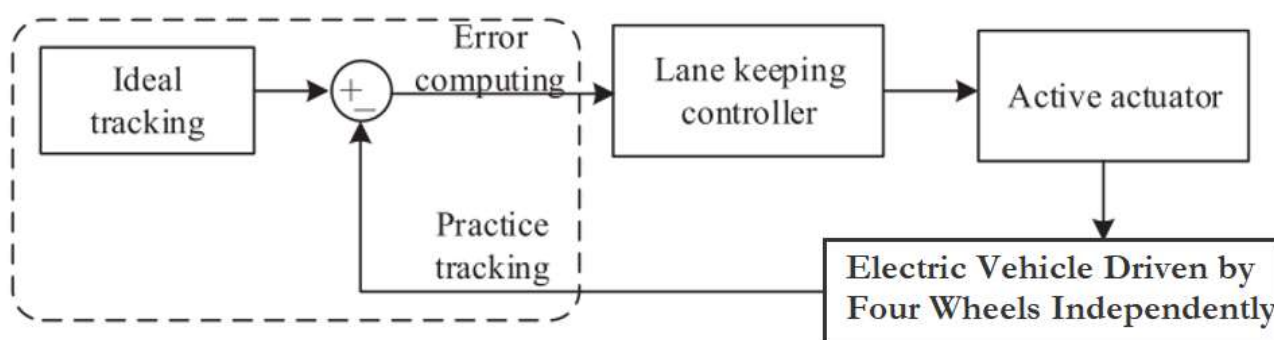 Ideal
tracking
+
−
Error
computing
Lane keeping
controller
Active actuator
Practice
tracking
Electric Vehicle Driven by
Four Wheels Independently